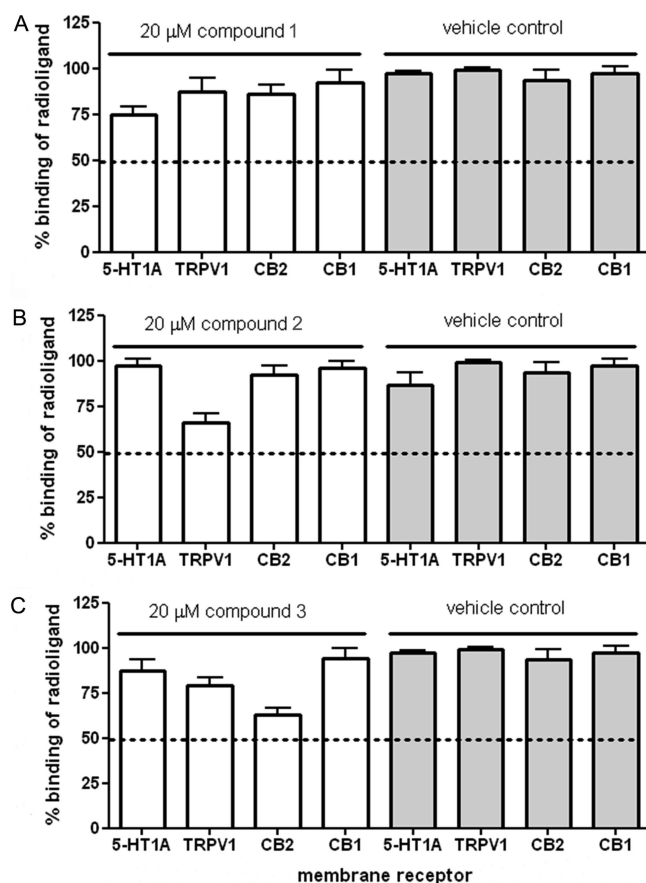 A
20 µM compound 1
vehicle control
% binding of radioligand
125
100
75
50
25
0
5-HT1A TRPV1 CB2 CB1 5-HT1A TRPV1 CB2 CB1
B
20 µM compound 2
vehicle control
% binding of radioligand
125
100
75
50
25
0
5-HT1A TRPV1 CB2 CB1 5-HT1A TRPV1 CB2 CB1
C
20 µM compound 3
vehicle control
% binding of radioligand
125
100
75
50
25
0
5-HT1A TRPV1 CB2 CB1 5-HT1A TRPV1 CB2 CB1
membrane receptor